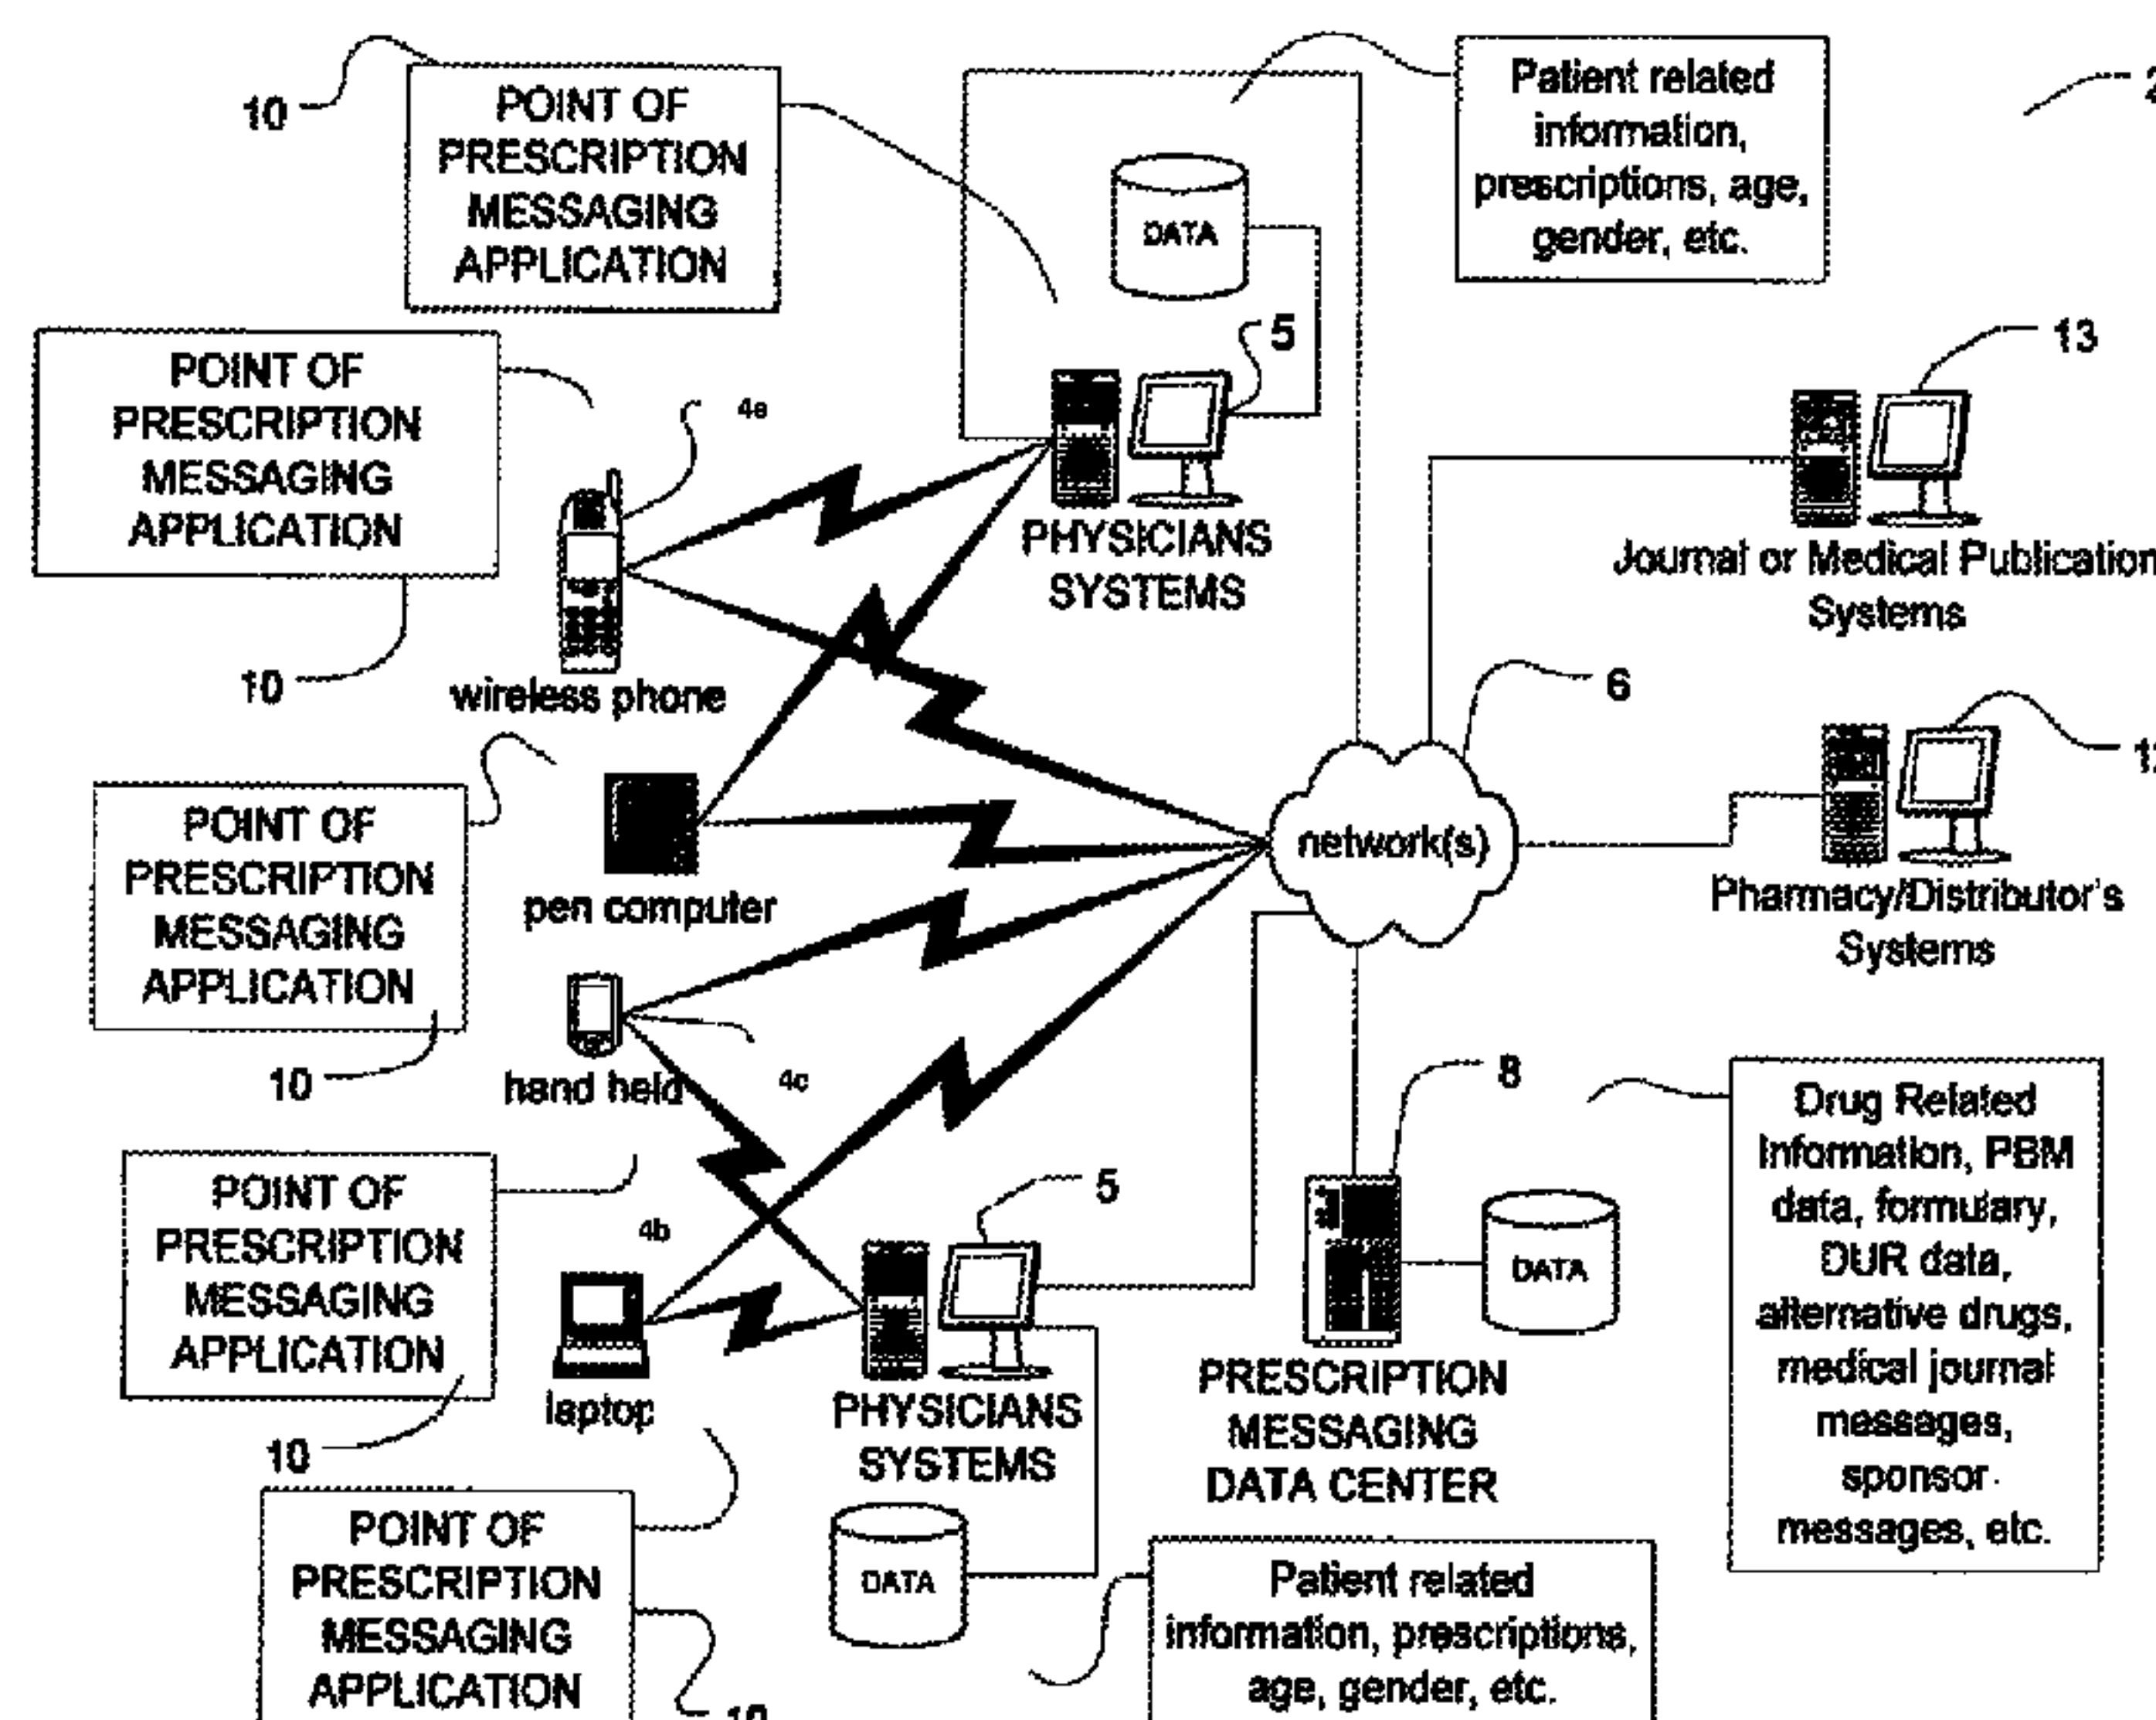 10
POINT OF
PRESCRIPTION
MESSAGING
APPLICATION
Patient related
information,
prescriptions, age,
gender, etc.
2
DATA
5
PHYSICIANS
SYSTEMS
13
Journal or Medical Publication
Systems
POINT OF
PRESCRIPTION
MESSAGING
APPLICATION
10
wireless phone
6
network(s)
Pharmacy/Distributor's
Systems
POINT OF
PRESCRIPTION
MESSAGING
APPLICATION
10
pen computer
hand held
4c
8
Drug Related
Information, PBM
data, formulary,
DUR data,
alternative drugs,
medical journal
messages,
sponsor
messages, etc.
POINT OF
PRESCRIPTION
MESSAGING
APPLICATION
10
4b
laptop
5
PHYSICIANS
SYSTEMS
DATA
PRESCRIPTION
MESSAGING
DATA CENTER
DATA
POINT OF
PRESCRIPTION
MESSAGING
APPLICATION
10
Patient related
information, prescriptions,
age, gender, etc.